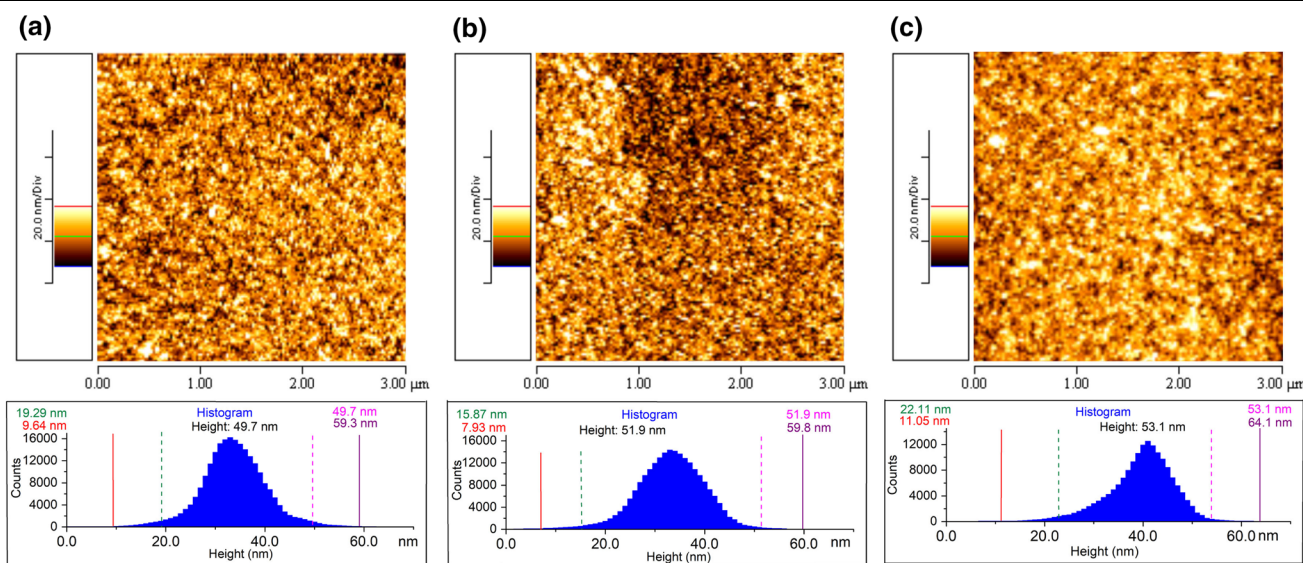 (a)
20.0 nm/Div
0.00 1.00 2.00 3.00 μm
19.29 nm Histogram 49.7 nm
9.64 nm Height: 49.7 nm 59.3 nm
16000
12000
8000
4000
0
Counts
0.0 20.0 40.0 60.0 nm
Height (nm)
(b)
20.0 nm/Div
0.00 1.00 2.00 3.00 μm
15.87 nm Histogram 51.9 nm
7.93 nm Height: 51.9 nm 59.8 nm
16000
12000
8000
4000
0
Counts
0.0 20.0 40.0 60.0 nm
Height (nm)
(c)
20.0 nm/Div
0.00 1.00 2.00 3.00 μm
22.11 nm Histogram 53.1 nm
11.05 nm Height: 53.1 nm 64.1 nm
12000
8000
4000
0
Counts
0.0 20.0 40.0 60.0 nm
Height (nm)